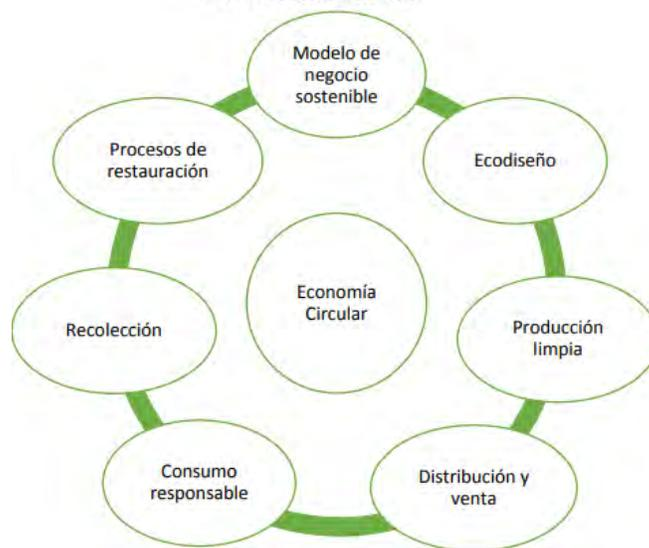 Modelo de
negocio
sostenible
Ecodiseño
Producción
limpia
Distribución y
venta
Consumo
responsable
Recolección
Procesos de
restauración
Economía
Circular